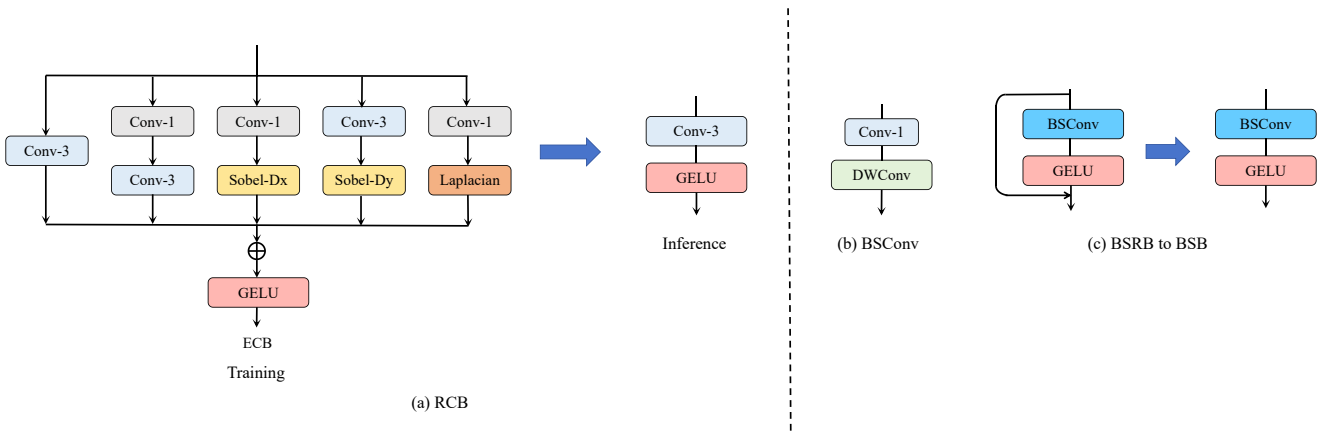 Conv-3
Conv-1
Conv-3
Conv-1
Sobel-Dx
Conv-3
Sobel-Dy
Conv-1
Laplacian
GELU
ECB
Training
Conv-3
GELU
Inference
(a) RCB
Conv-1
DWConv
(b) BSConv
BSConv
GELU
BSConv
GELU
(c) BSRB to BSB